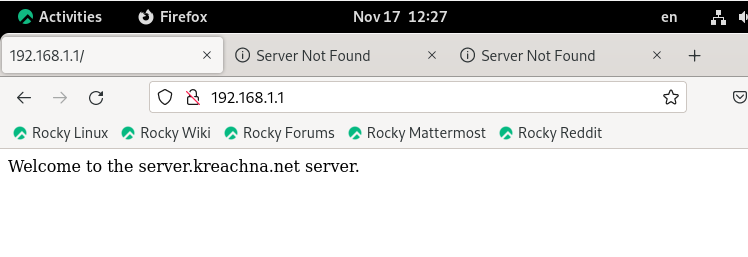 Activities Firefox Nov 17 12:27 en
192.168.1.1/ Server Not Found Server Not Found
192.168.1.1
Rocky Linux Rocky Wiki Rocky Forums Rocky Mattermost Rocky Reddit
Welcome to the server.kreachna.net server.